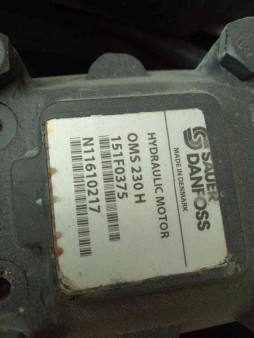 SAUER
DANFOSS
MADE IN DENMARK
HYDRAULIC MOTOR
OMS 230 H
151F0375
N11610217